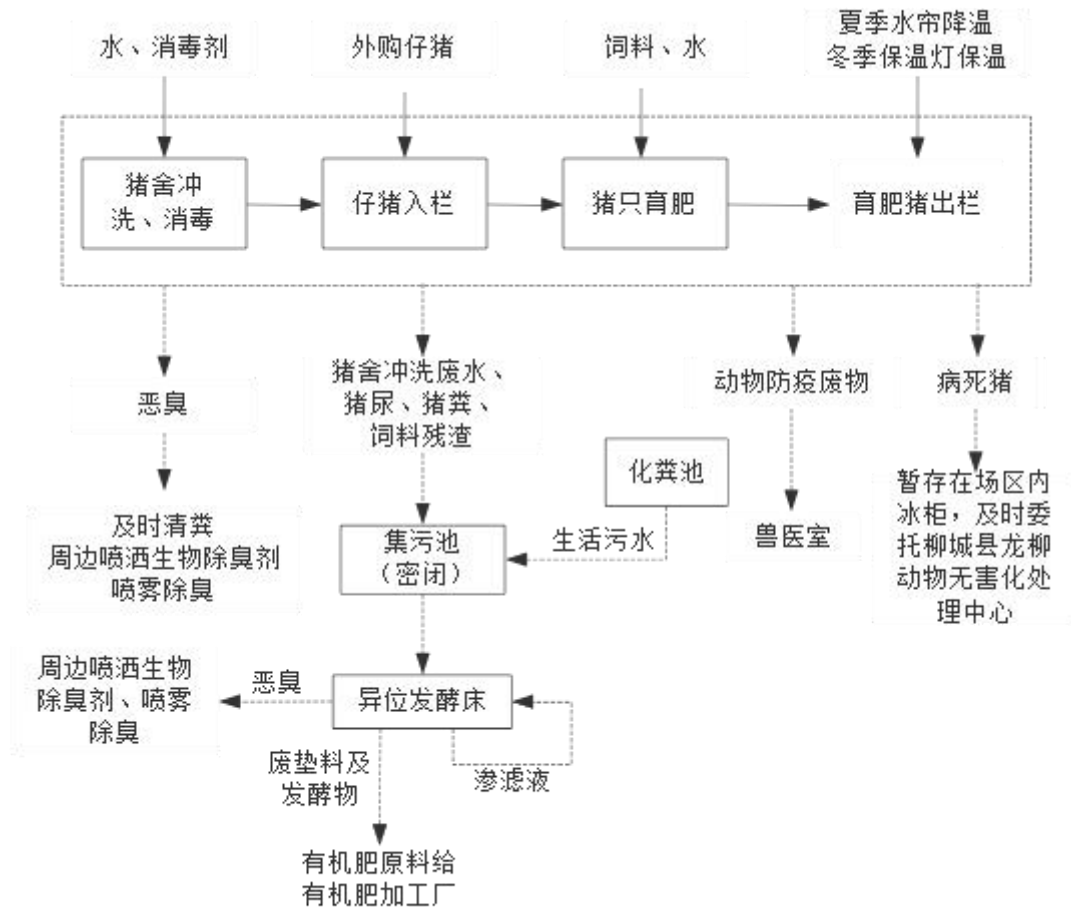 水、消毒剂
外购仔猪
饲料、水
夏季水帘降温
冬季保温灯保温
猪舍冲
洗、消毒
仔猪入栏
猪只育肥
育肥猪出栏
恶臭
猪舍冲洗废水、
猪尿、猪粪、
饲料残渣
动物防疫废物
病死猪
化粪池
及时清粪
周边喷洒生物除臭剂
喷雾除臭
集污池
（密闭）
生活污水
兽医室
暂存在场区内
冰柜，及时委
托柳城县龙柳
动物无害化处
理中心
周边喷洒生物
除臭剂、喷雾
除臭
恶臭
异位发酵床
废垫料及
发酵物
渗滤液
有机肥原料给
有机肥加工厂